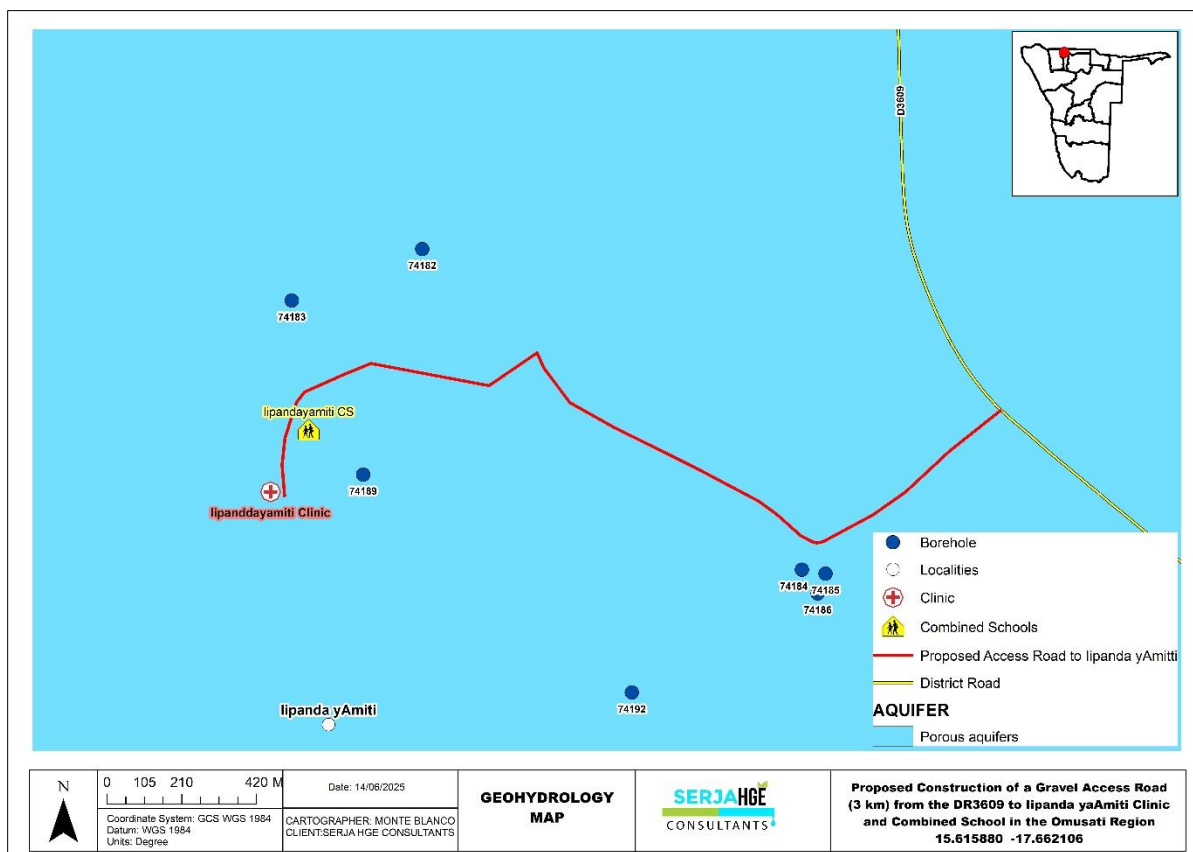 D3609
74182
74183
Iipandayamiti CS
74189
Iipanddayamiti Clinic
74184
74185
74186
74192
Iipanda yAmiti
Borehole
Localities
Clinic
Combined Schools
Proposed Access Road to Iipanda yAmitti
District Road
AQUIFER
Porous aquifers
N
0 105 210 420 M
Coordinate System: GCS WGS 1984
Datum: WGS 1984
Units: Degree
Date: 14/06/2025
CARTOGRAPHER: MONTE BLANCO
CLIENT:SERJA HGE CONSULTANTS
GEOHYDROLOGY
MAP
SERJAHGE
CONSULTANTS
Proposed Construction of a Gravel Access Road
(3 km) from the DR3609 to Iipanda yaAmiti Clinic
and Combined School in the Omusati Region
15.615880 -17.662106